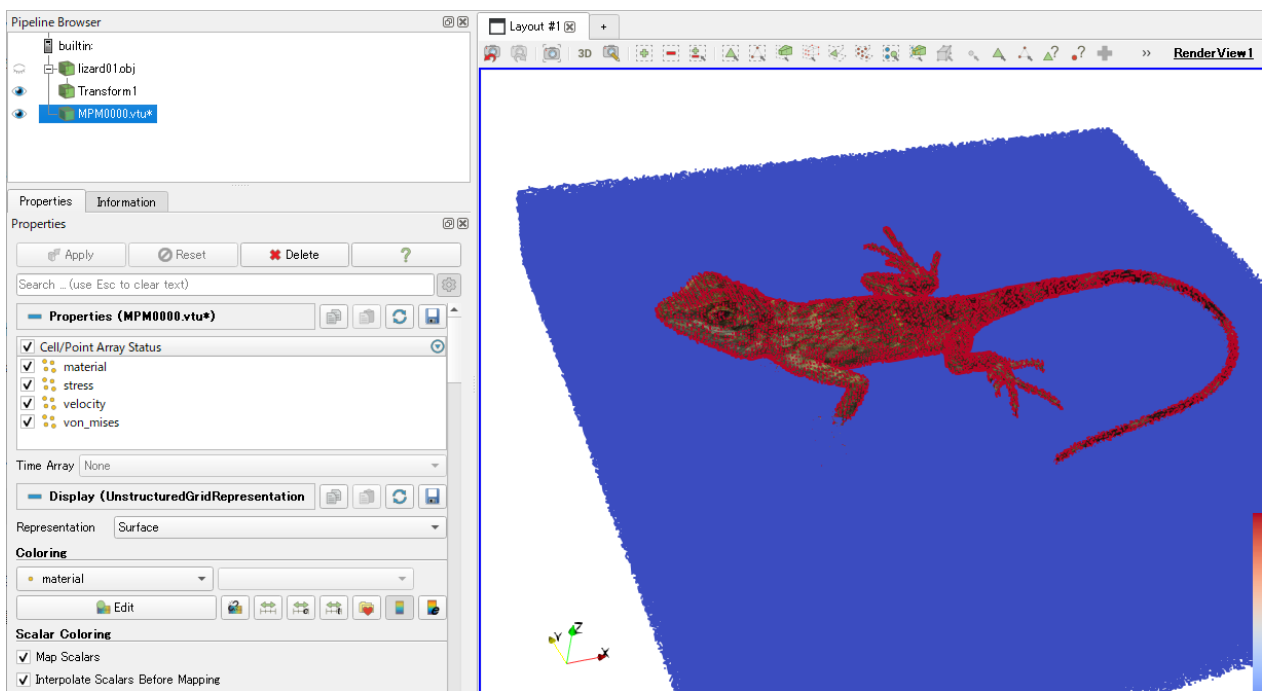 Pipeline Browser
builtin:
lizard01.obj
Transform1
MPM0000.vtu*
Properties Information
Properties
Apply Reset Delete ?
Search ... (use Esc to clear text)
Properties (MPM0000.vtu*)
Cell/Point Array Status
material
stress
velocity
von_mises
Time Array None
Display (UnstructuredGridRepresentation
Representation Surface
Coloring
material
Edit
Scalar Coloring
Map Scalars
Interpolate Scalars Before Mapping
Layout #1 +
3D » RenderView1
Y Z X